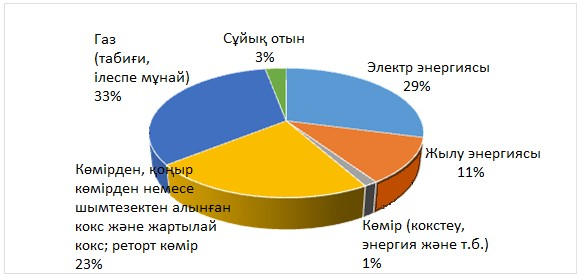 Газ
(табиғи,
ілеспе мұнай)
33%
Сұйық отын
3%
Электр энергиясы
29%
Жылу энергиясы
11%
Көмірден, қоңыр
көмірден немесе
шымтезектен алынған
кокс және жартылай
кокс; реторт көмір
23%
Көмір (кокстеу,
энергия және т.б.)
1%